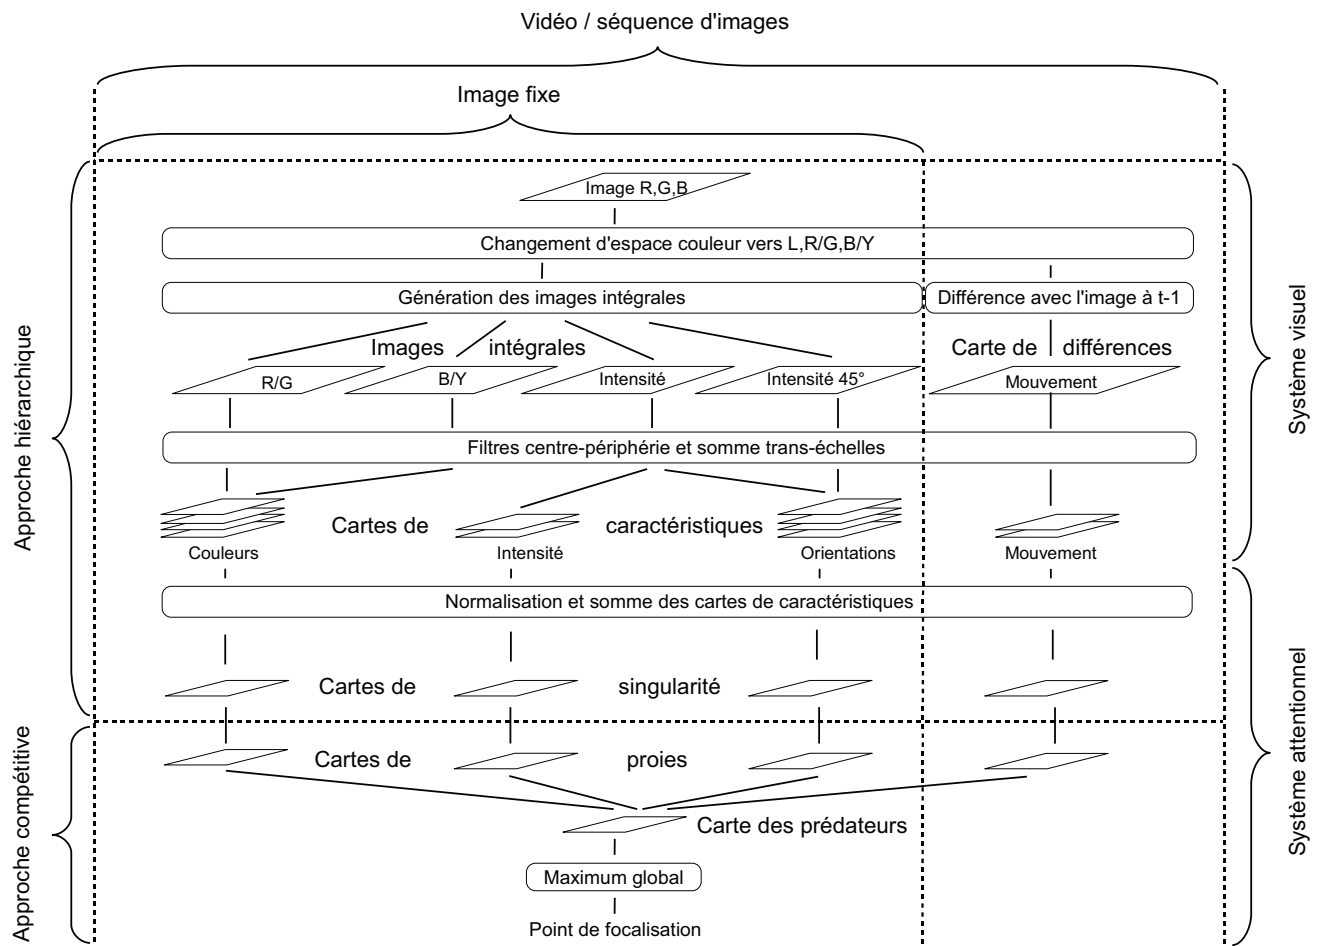 Vidéo / séquence d'images
Image fixe
Image R,G,B
Changement d'espace couleur vers L,R/G,B/Y
Génération des images intégrales
Différence avec l'image à t-1
Images intégrales
Carte de différences
R/G
B/Y
Intensité
Intensité 45°
Mouvement
Filtres centre-périphérie et somme trans-échelles
Cartes de caractéristiques
Couleurs
Intensité
Orientations
Mouvement
Normalisation et somme des cartes de caractéristiques
Cartes de singularité
Cartes de proies
Carte des prédateurs
Maximum global
Point de focalisation
Approche hiérarchique
Approche compétitive
Système visuel
Système attentionnel